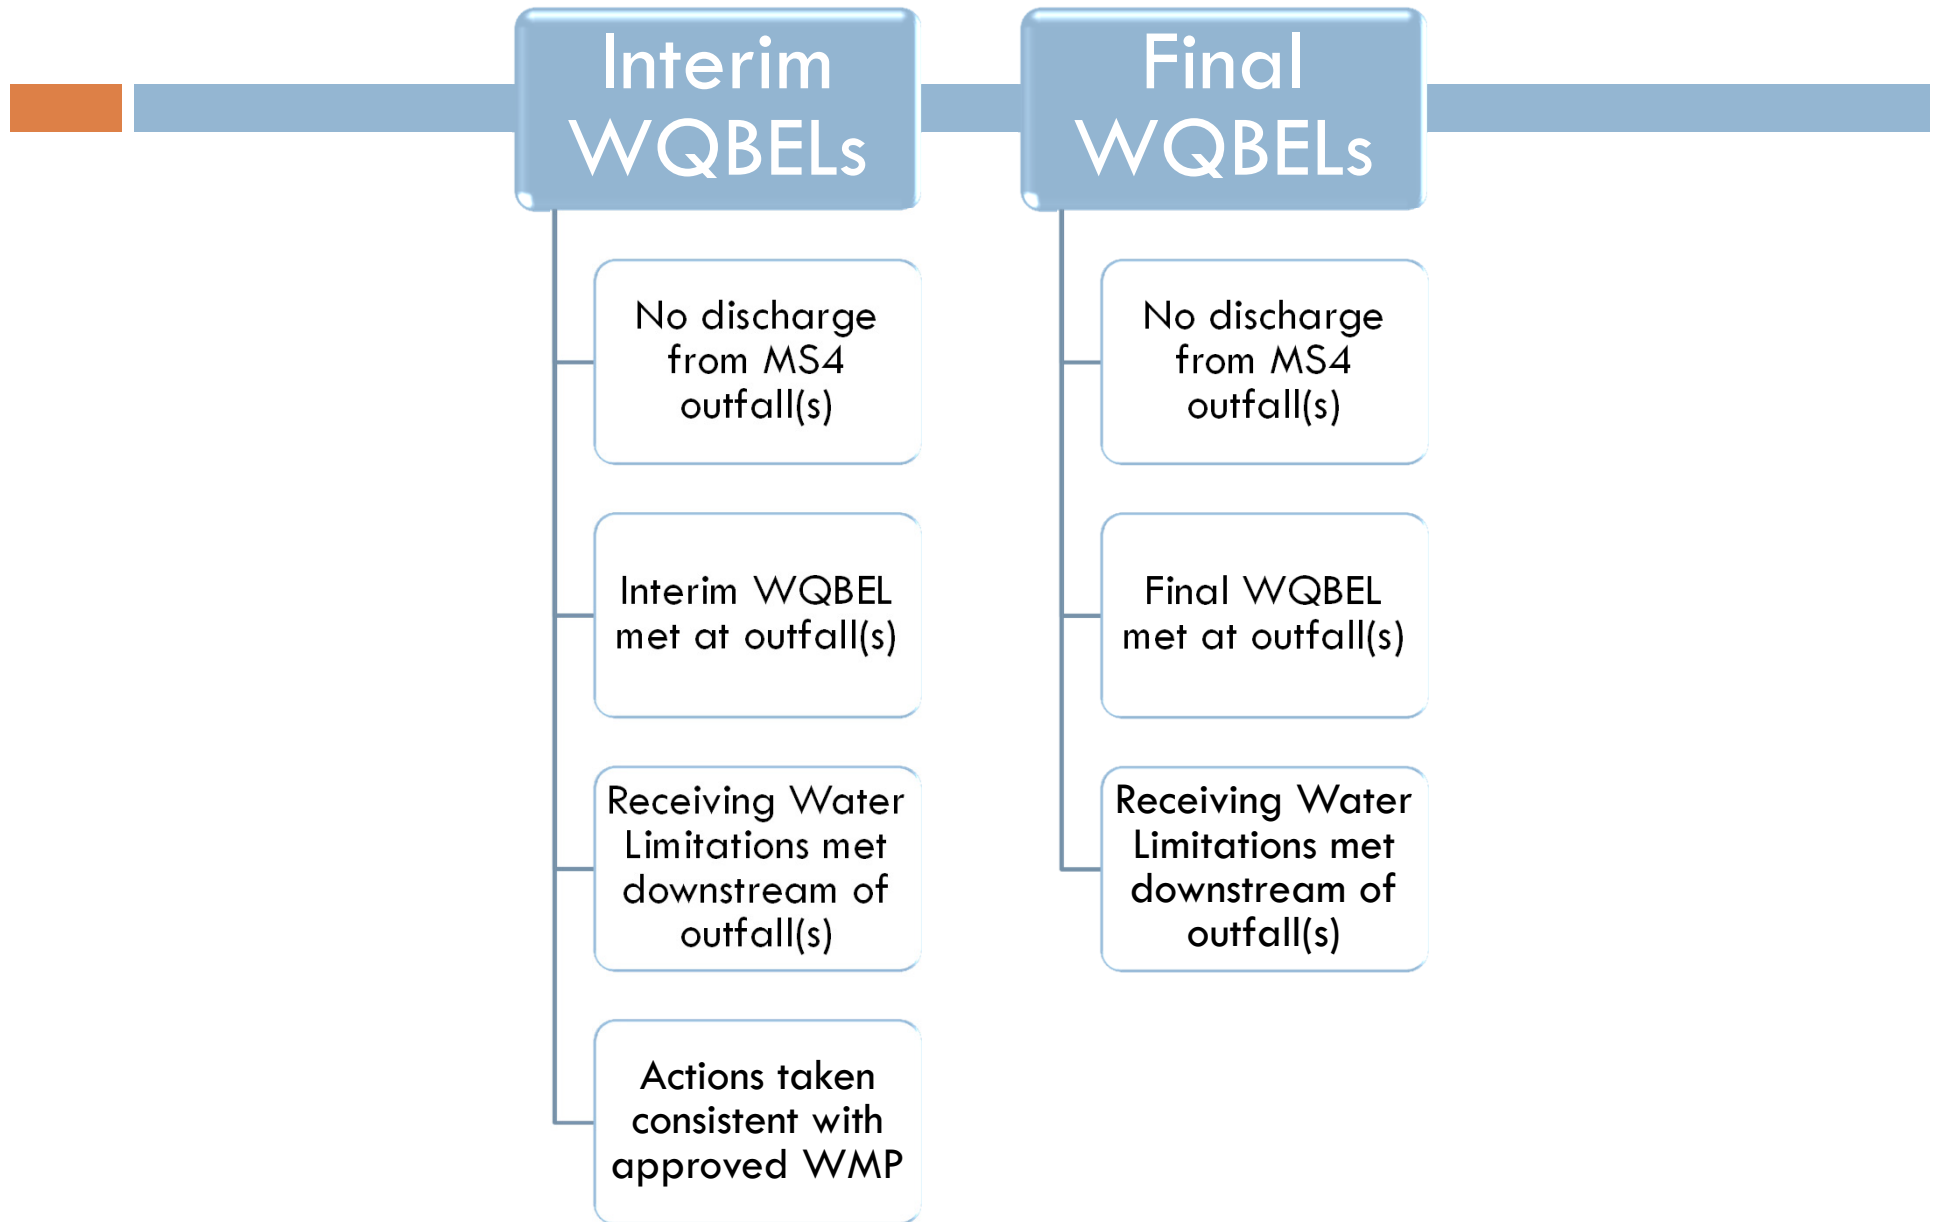 Interim
WQBELs
No discharge
from MS4
outfall(s)
Interim WQBEL
met at outfall(s)
Receiving Water
Limitations met
downstream of
outfall(s)
Actions taken
consistent with
approved WMP
Final
WQBELs
No discharge
from MS4
outfall(s)
Final WQBEL
met at outfall(s)
Receiving Water
Limitations met
downstream of
outfall(s)